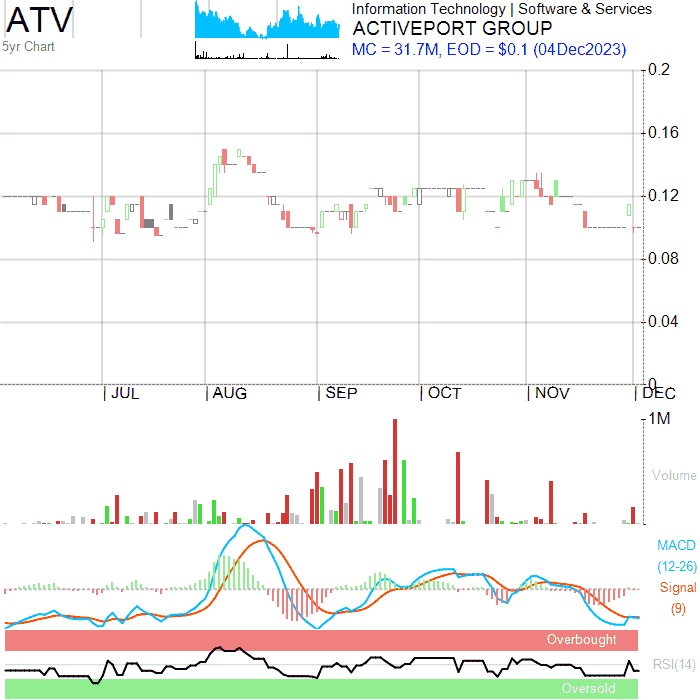 ATV
5yr Chart
Information Technology | Software & Services
ACTIVEPORT GROUP
MC = 31.7M, EOD = $0.1 (04Dec2023)
0.2
0.16
0.12
0.08
0.04
0
JUL AUG SEP OCT NOV DEC
1M
Volume
MACD
(12-26)
Signal
(9)
Overbought
RSI(14)
Oversold